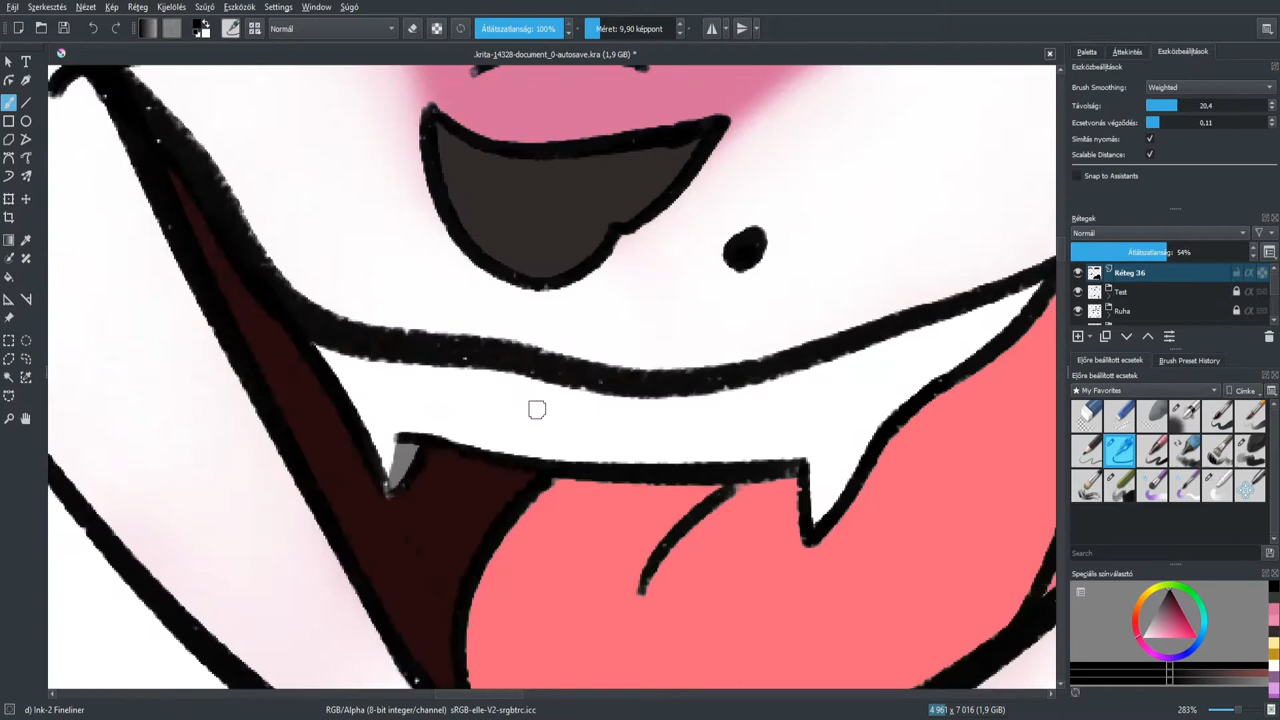 Fájl Szerkesztés Nézet Kép Réteg Kijelölés Szűrő Eszközök Settings Window Súgó
Normál Átlátszatlanság: 100% Méret: 9,90 képpont
.krita-14328-document_0-autosave.kra (1,9 GB) *
Paletta Áttekintés Eszközbeállítások
Eszközbeállítások
Brush Smoothing: Weighted
Távolság: 20,4
Ecsetvonás végződés: 0,11
Simítás nyomás:
Scalable Distance:
Snap to Assistants
Rétegek
Normál
Átlátszatlanság: 54%
Réteg 36
Test
Ruha
Előre beállított ecsetek Brush Preset History
Előre beállított ecsetek
My Favorites Címke
Search
Speciális színválasztó
d) Ink-2 Fineliner RGB/Alpha (8-bit integer/channel) sRGB-elle-V2-srgbtrc.icc 4 961 x 7 016 (1,9 GiB) 283%